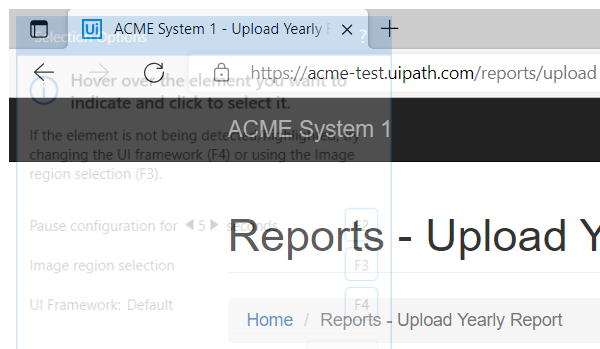 ACME System 1 - Upload Yearly
Selection Options ?
https://acme-test.uipath.com/reports/upload
Hover over the element you want to
indicate and click to select it.
ACME System 1
If the element is not being detected/highlighted, try
changing the UI framework (F4) or using the Image
region selection (F3).
Pause configuration for 5 seconds F2
Reports - Upload Y
Image region selection F3
UI Framework: Default F4
Home / Reports - Upload Yearly Report